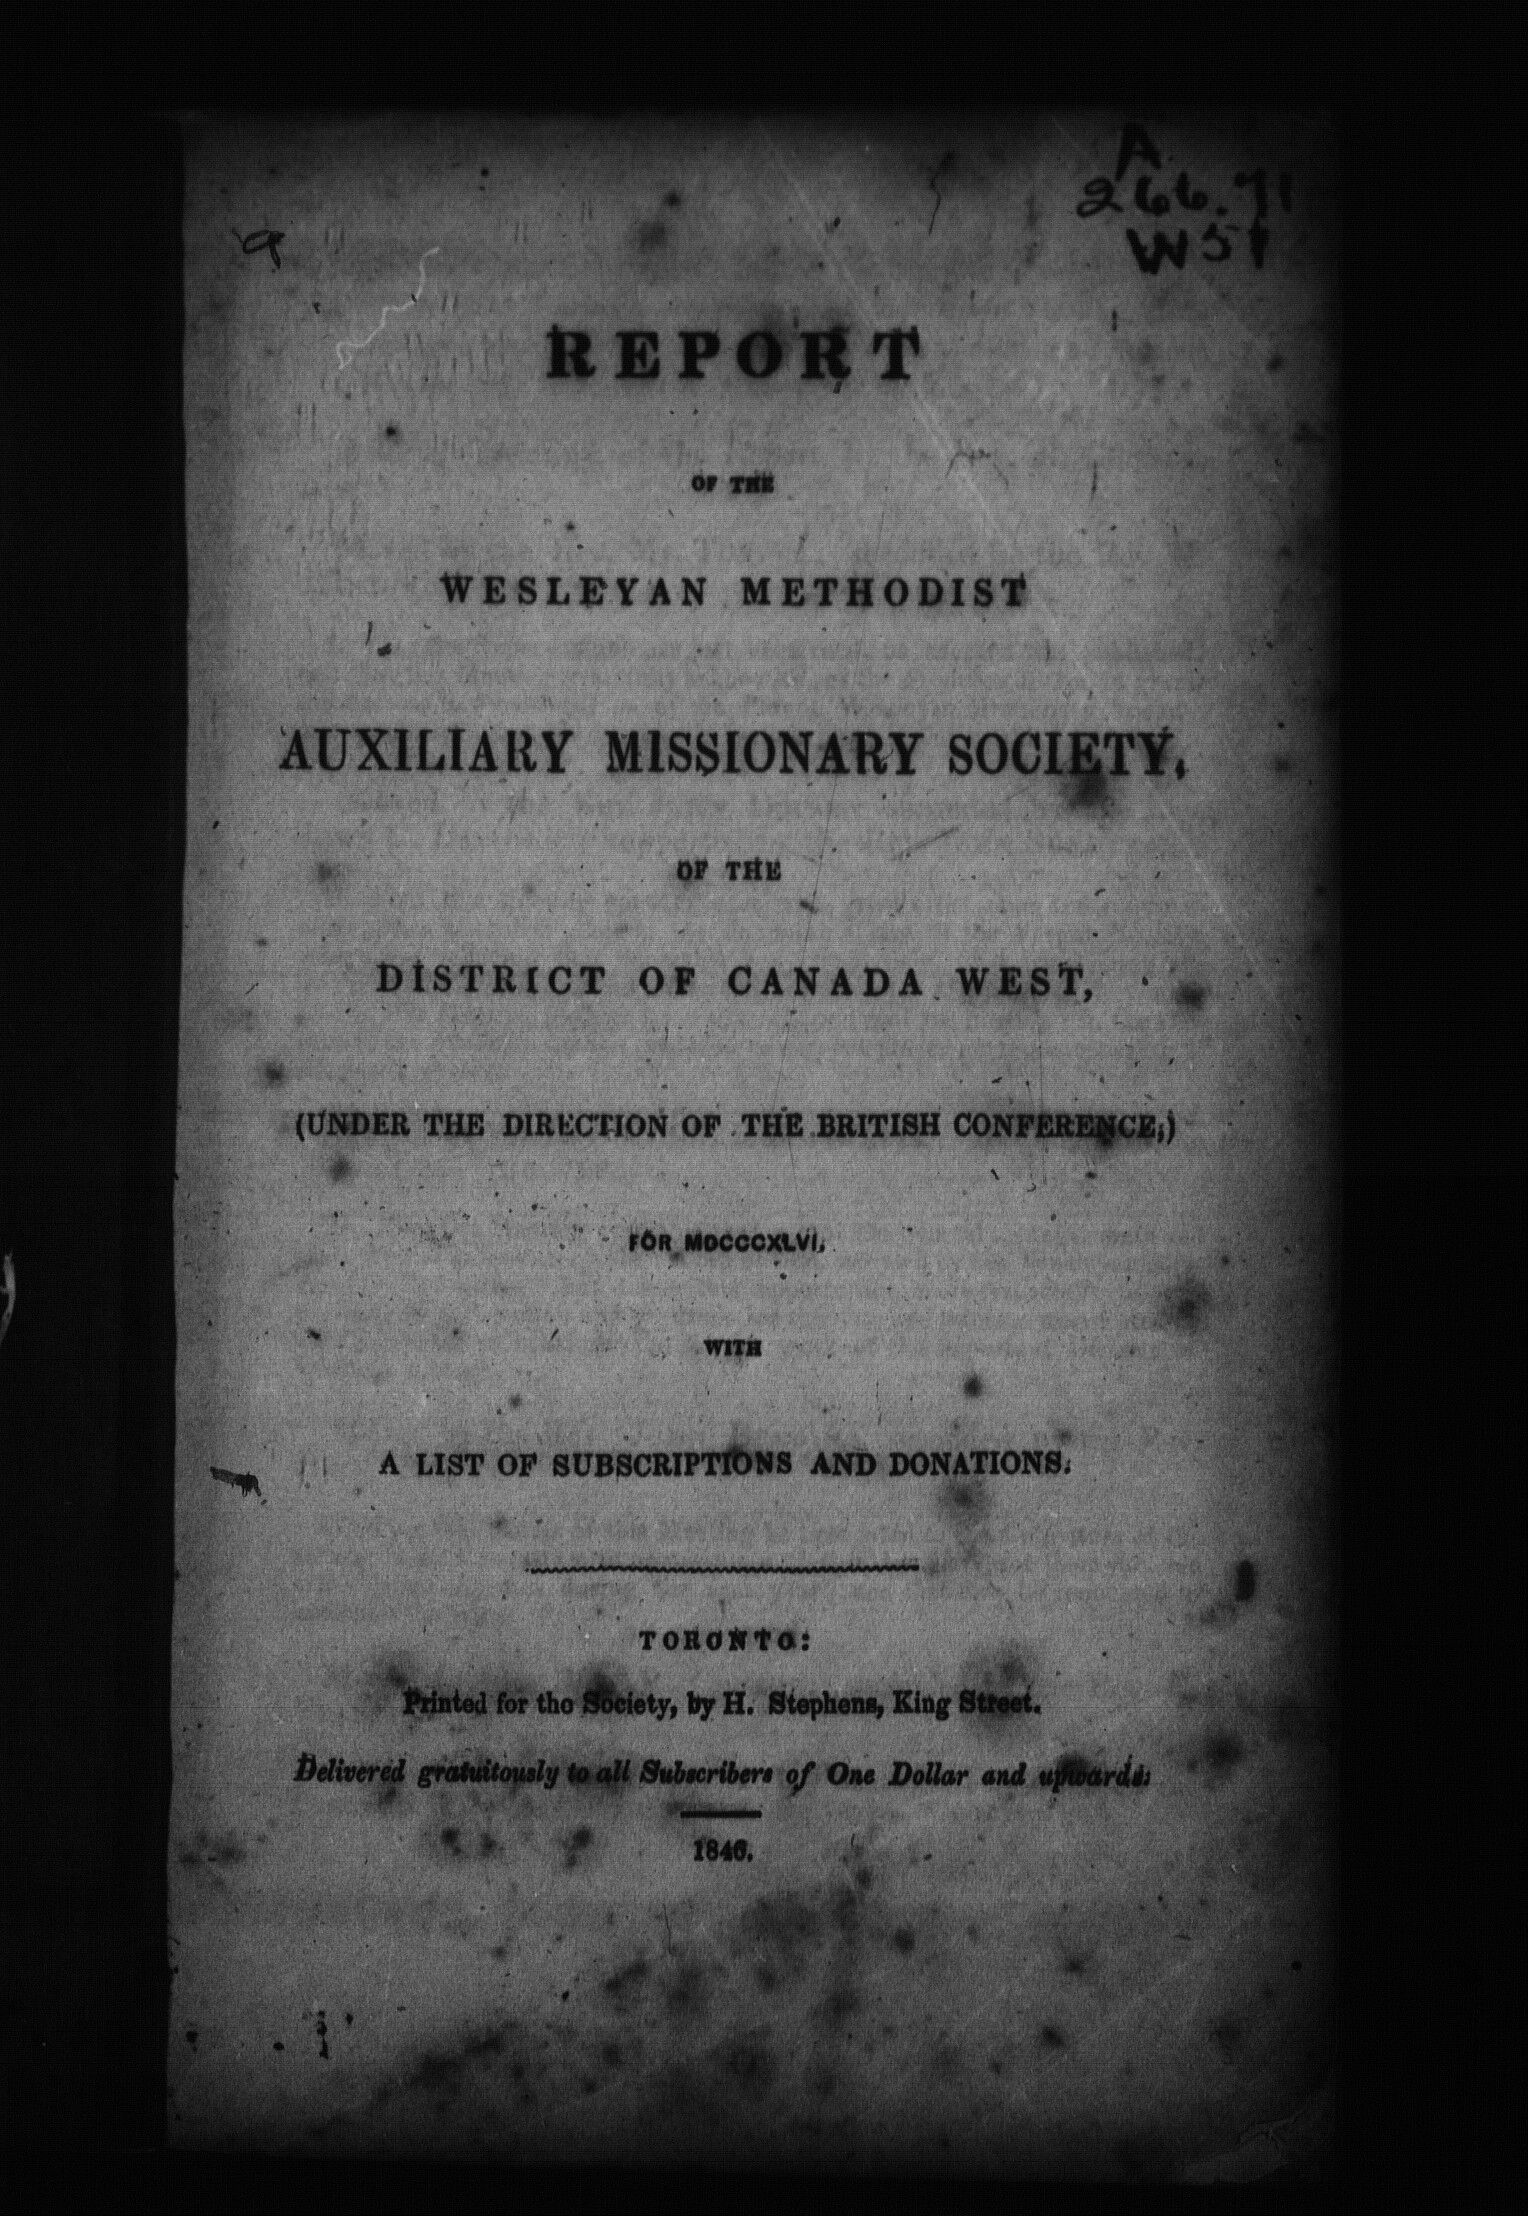 A
266.71
W51
REPORT
OF THE
WESLEYAN METHODIST
AUXILIARY MISSIONARY SOCIETY,
OF THE
DISTRICT OF CANADA WEST,
(UNDER THE DIRECTION OF THE BRITISH CONFERENCE,)
FOR MDCCCXLVI,
WITH
A LIST OF SUBSCRIPTIONS AND DONATIONS.
TORONTO:
Printed for the Society, by H. Stephens, King Street.
Delivered gratuitously to all Subscribers of One Dollar and upwards.
1846.